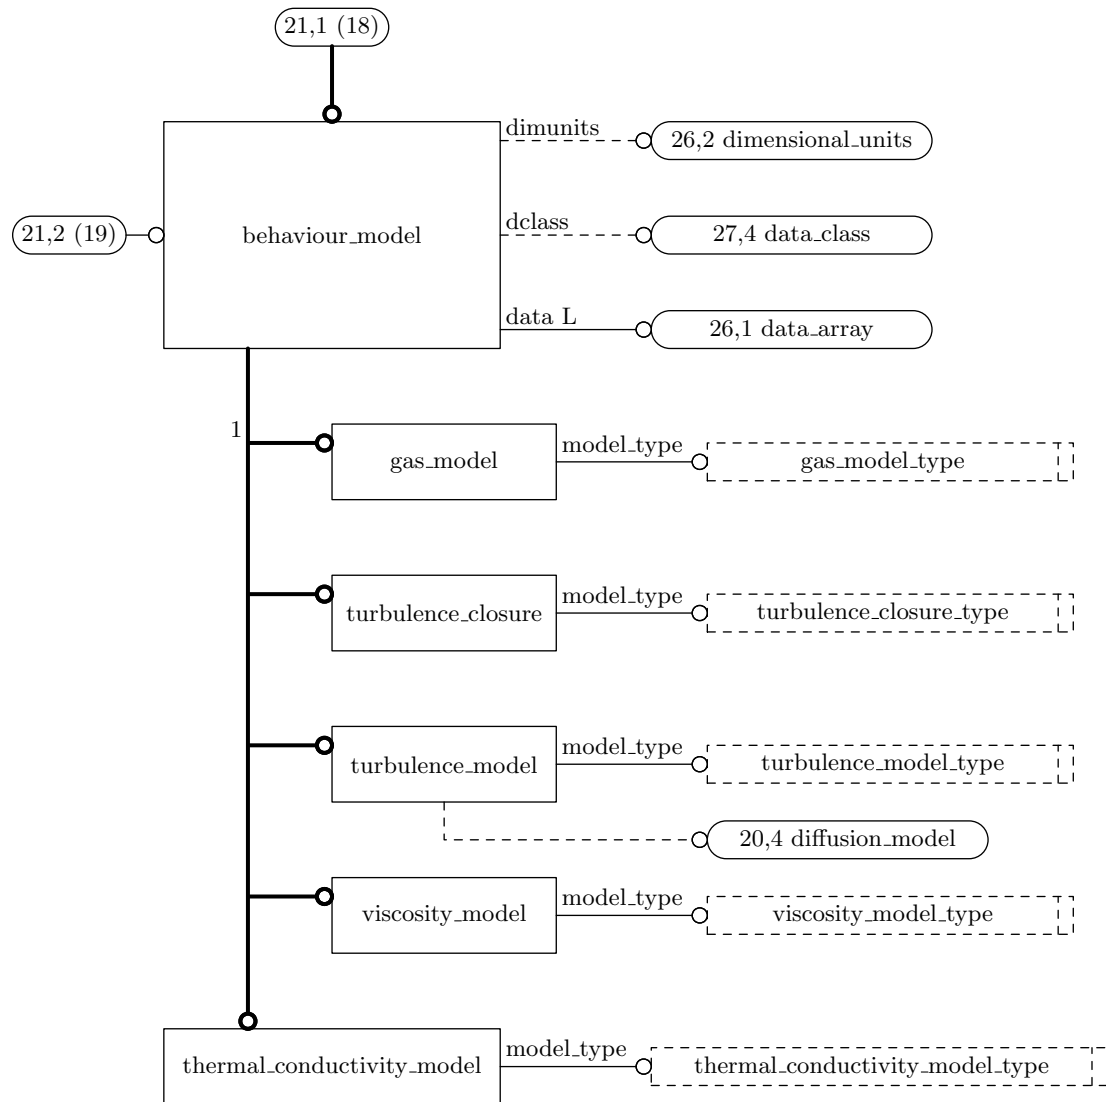 21,1 (18)
dimunits
26,2 dimensional_units
21,2 (19)
behaviour_model
dclass
27,4 data_class
data L
26,1 data_array
1
gas_model
model_type
gas_model_type
turbulence_closure
model_type
turbulence_closure_type
turbulence_model
model_type
turbulence_model_type
20,4 diffusion_model
viscosity_model
model_type
viscosity_model_type
thermal_conductivity_model
model_type
thermal_conductivity_model_type